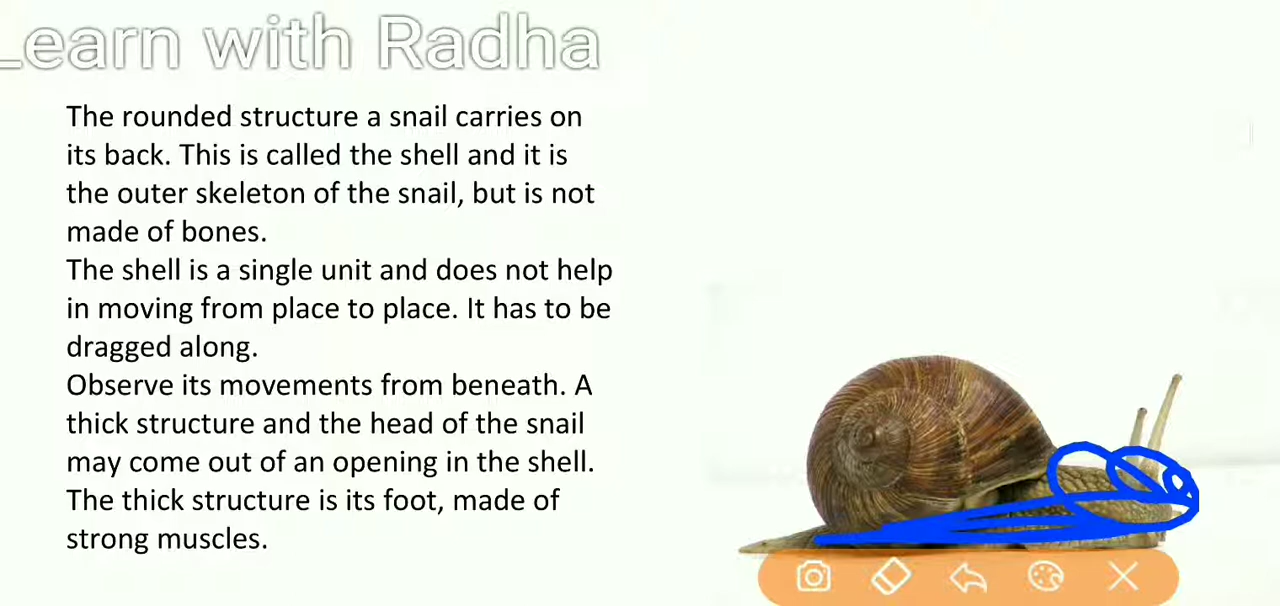 Learn with Radha
The rounded structure a snail carries on
its back. This is called the shell and it is
the outer skeleton of the snail, but is not
made of bones.
The shell is a single unit and does not help
in moving from place to place. It has to be
dragged along.
Observe its movements from beneath. A
thick structure and the head of the snail
may come out of an opening in the shell.
The thick structure is its foot, made of
strong muscles.